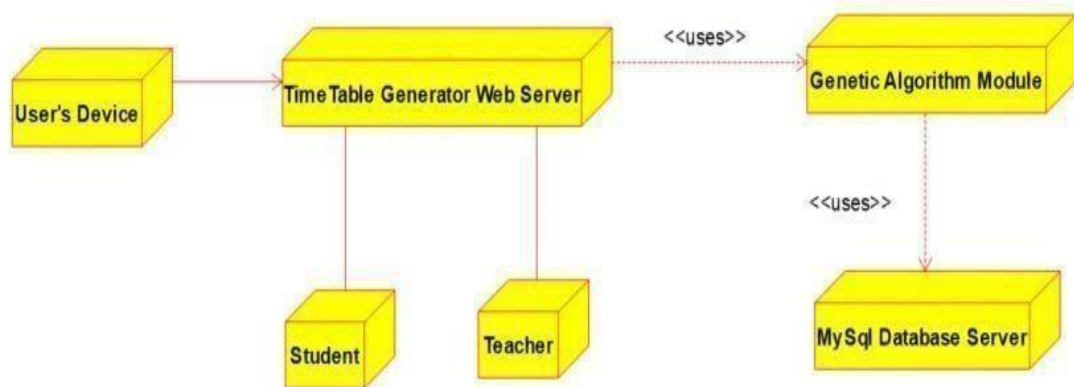 <<uses>>
User's Device
TimeTable Generator Web Server
Genetic Algorithm Module
<<uses>>
Student
Teacher
MySql Database Server